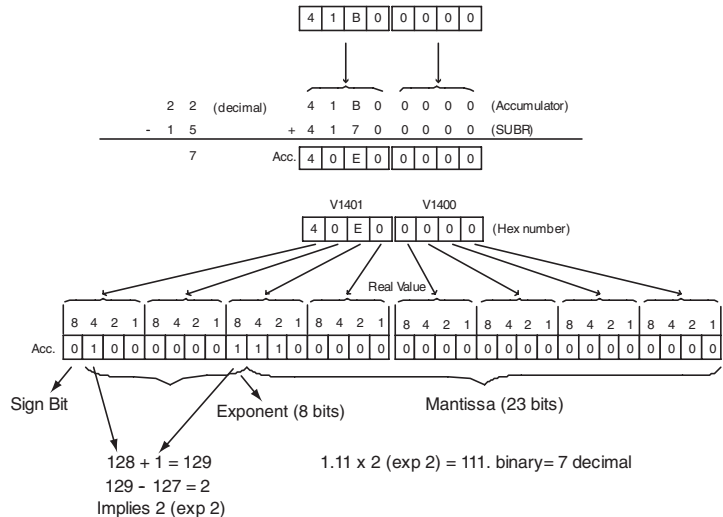 4 1 B 0 0 0 0 0
2 2 (decimal) 4 1 B 0 0 0 0 0 (Accumulator)
- 1 5 + 4 1 7 0 0 0 0 0 (SUBR)
7 Acc. 4 0 E 0 0 0 0 0
V1401 V1400
4 0 E 0 0 0 0 0 (Hex number)
Real Value
8 4 2 1 8 4 2 1 8 4 2 1 8 4 2 1 8 4 2 1 8 4 2 1 8 4 2 1 8 4 2 1
Acc. 0 1 0 0 0 0 0 0 1 1 1 0 0 0 0 0 0 0 0 0 0 0 0 0 0 0 0 0 0 0 0 0
Sign Bit Exponent (8 bits) Mantissa (23 bits)
128 + 1 = 129 1.11 x 2 (exp 2) = 111. binary= 7 decimal
129 - 127 = 2
Implies 2 (exp 2)